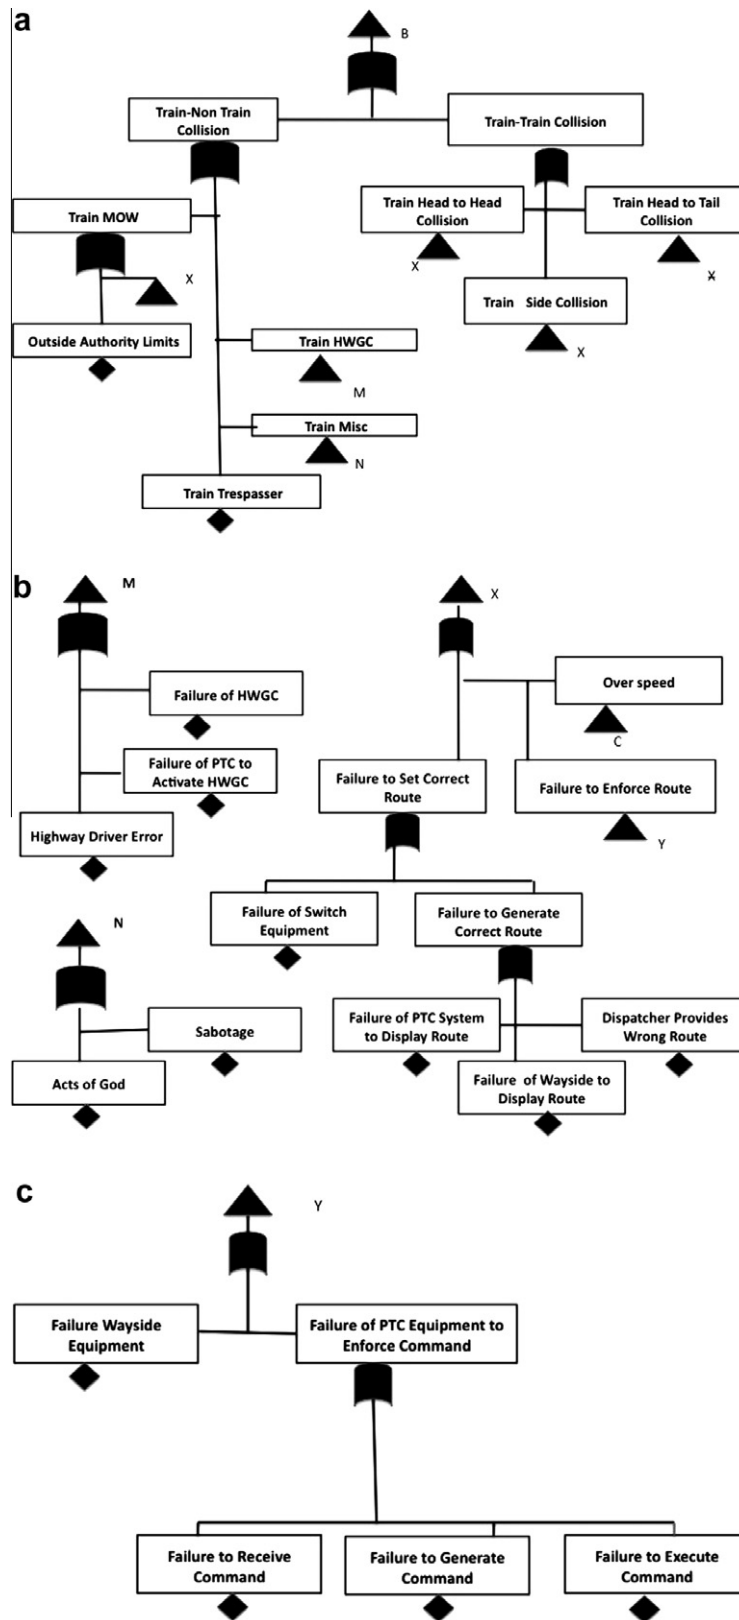 a
B
Train-Non Train
Collision
Train-Train Collision
Train MOW
Train Head to Head
Collision
Train Head to Tail
Collision
X
X
X
Train Side Collision
Outside Authority Limits
Train HWGC
X
M
Train Misc
N
Train Trespasser
b
M
X
Failure of HWGC
Over speed
C
Failure of PTC to
Activate HWGC
Failure to Set Correct
Route
Failure to Enforce Route
Highway Driver Error
Y
N
Failure of Switch
Equipment
Failure to Generate
Correct Route
Sabotage
Failure of PTC System
to Display Route
Dispatcher Provides
Wrong Route
Acts of God
Failure of Wayside to
Display Route
c
Y
Failure Wayside
Equipment
Failure of PTC Equipment to
Enforce Command
Failure to Receive
Command
Failure to Generate
Command
Failure to Execute
Command